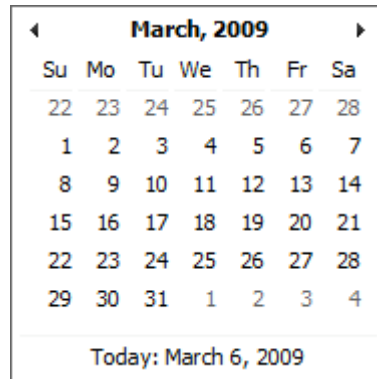 March, 2009
Su Mo Tu We Th Fr Sa
22 23 24 25 26 27 28
1 2 3 4 5 6 7
8 9 10 11 12 13 14
15 16 17 18 19 20 21
22 23 24 25 26 27 28
29 30 31 1 2 3 4
Today: March 6, 2009